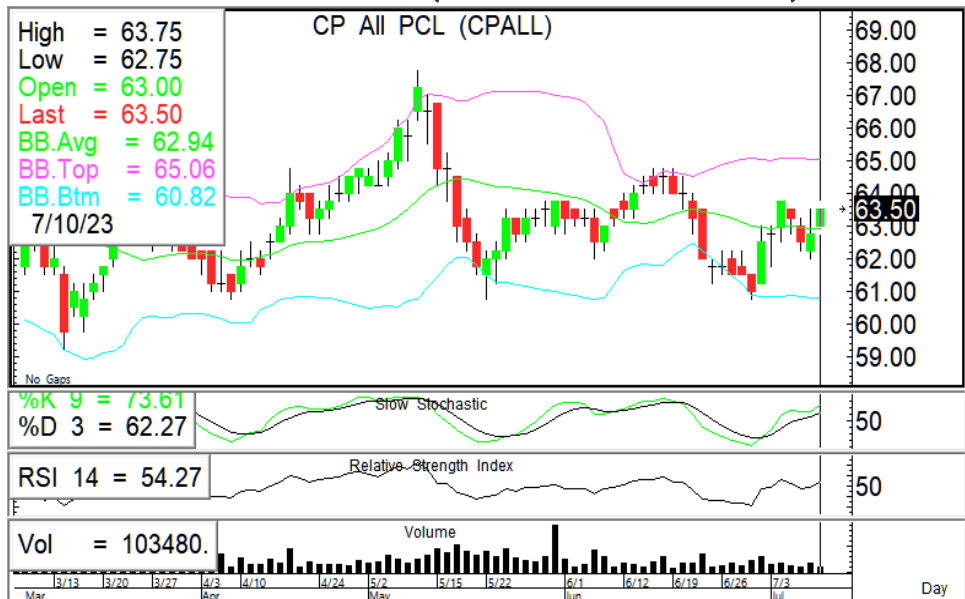 CP All PCL (CPALL)
High = 63.75
Low = 62.75
Open = 63.00
Last = 63.50
BB.Avg = 62.94
BB.Top = 65.06
BB.Btm = 60.82
7/10/23
69.00
68.00
67.00
66.00
65.00
64.00
63.50
63.00
62.00
61.00
60.00
59.00
No Gaps
%K 9 = 73.61
%D 3 = 62.27
Slow Stochastic
50
RSI 14 = 54.27
Relative Strength Index
50
Vol = 103480.
Volume
3/13 3/20 3/27 4/3 4/10 4/24 5/2 5/15 5/22 6/1 6/12 6/19 6/26 7/3
Mar Apr May Jun Jul
Day